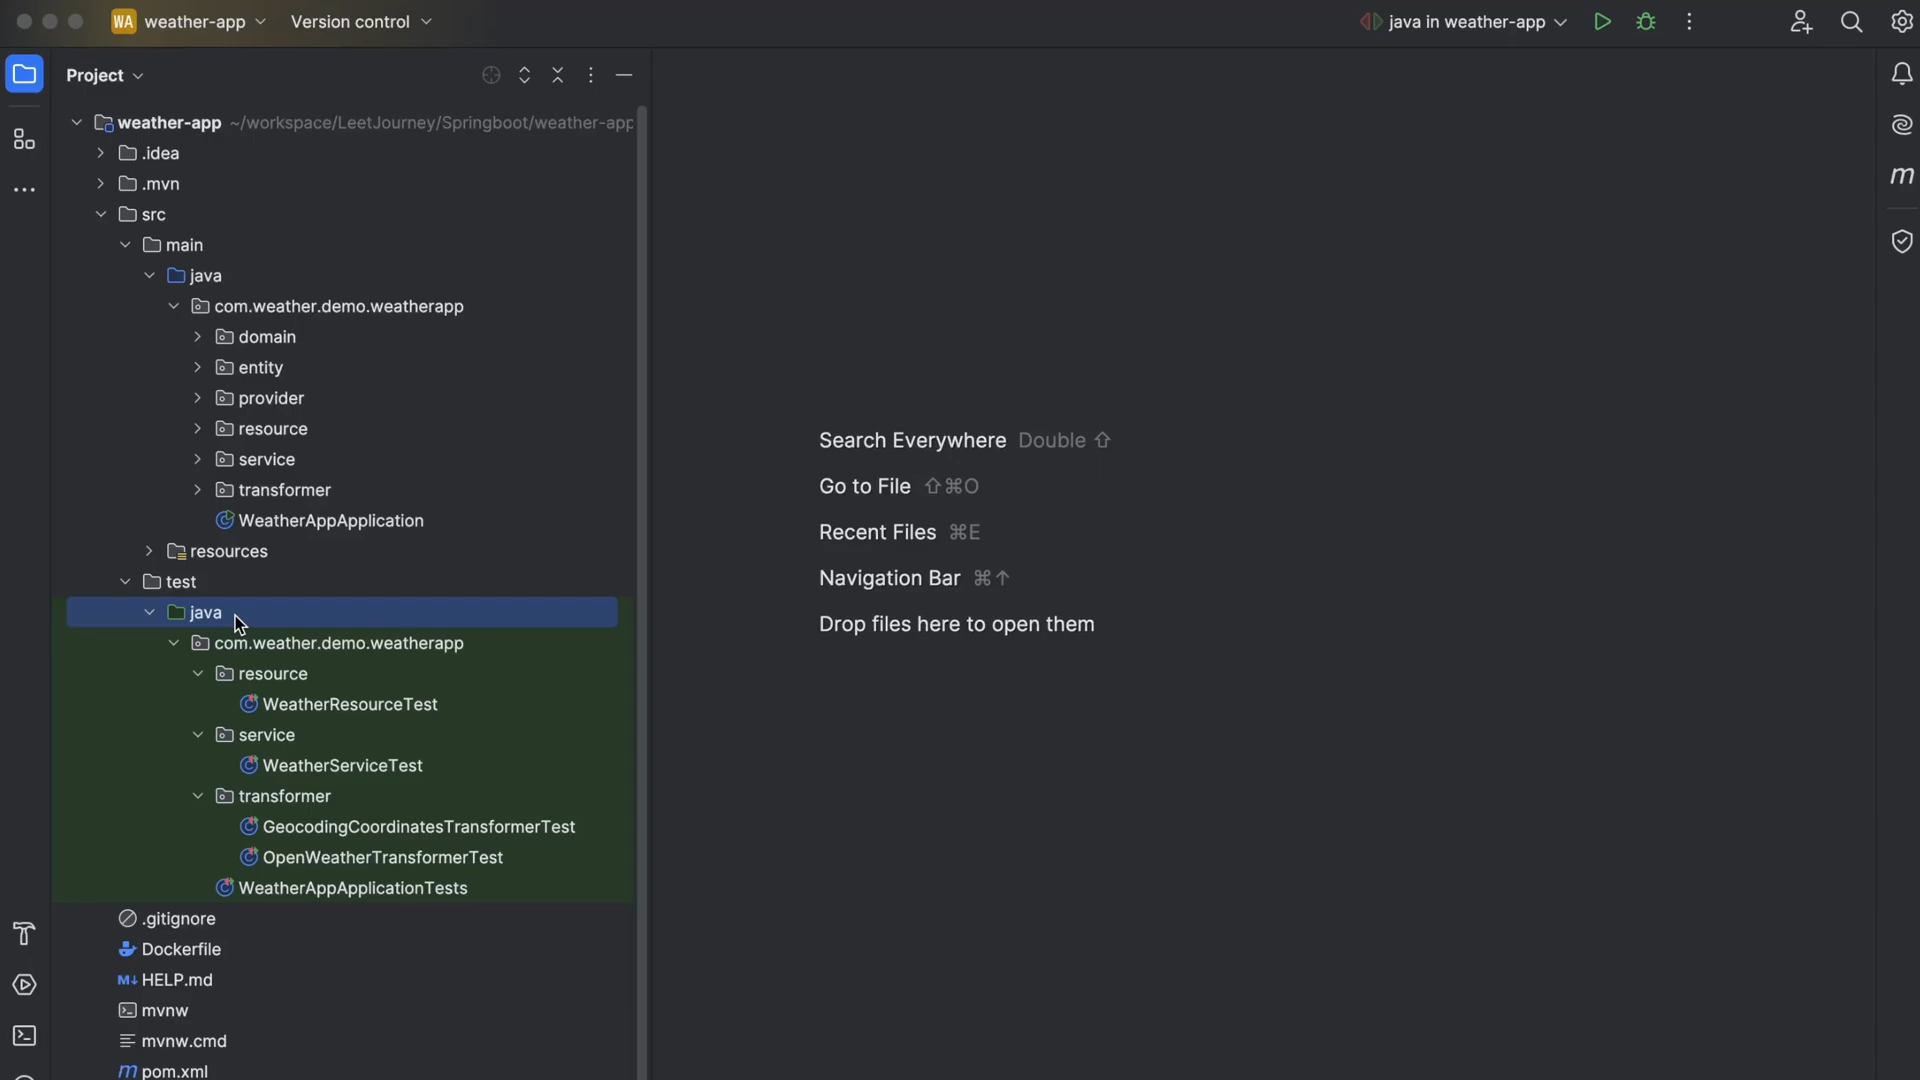 WA weather-app Version control java in weather-app
Project
weather-app ~/workspace/LeetJourney/Springboot/weather-app
.idea
.mvn
src
main
java
com.weather.demo.weatherapp
domain
entity
provider
resource
service
transformer
WeatherAppApplication
resources
test
java
com.weather.demo.weatherapp
resource
WeatherResourceTest
service
WeatherServiceTest
transformer
GeocodingCoordinatesTransformerTest
OpenWeatherTransformerTest
WeatherAppApplicationTests
.gitignore
Dockerfile
M↓ HELP.md
mvnw
mvnw.cmd
m pom.xml
Search Everywhere Double ⇧
Go to File ⇧⌘O
Recent Files ⌘E
Navigation Bar ⌘↑
Drop files here to open them
m